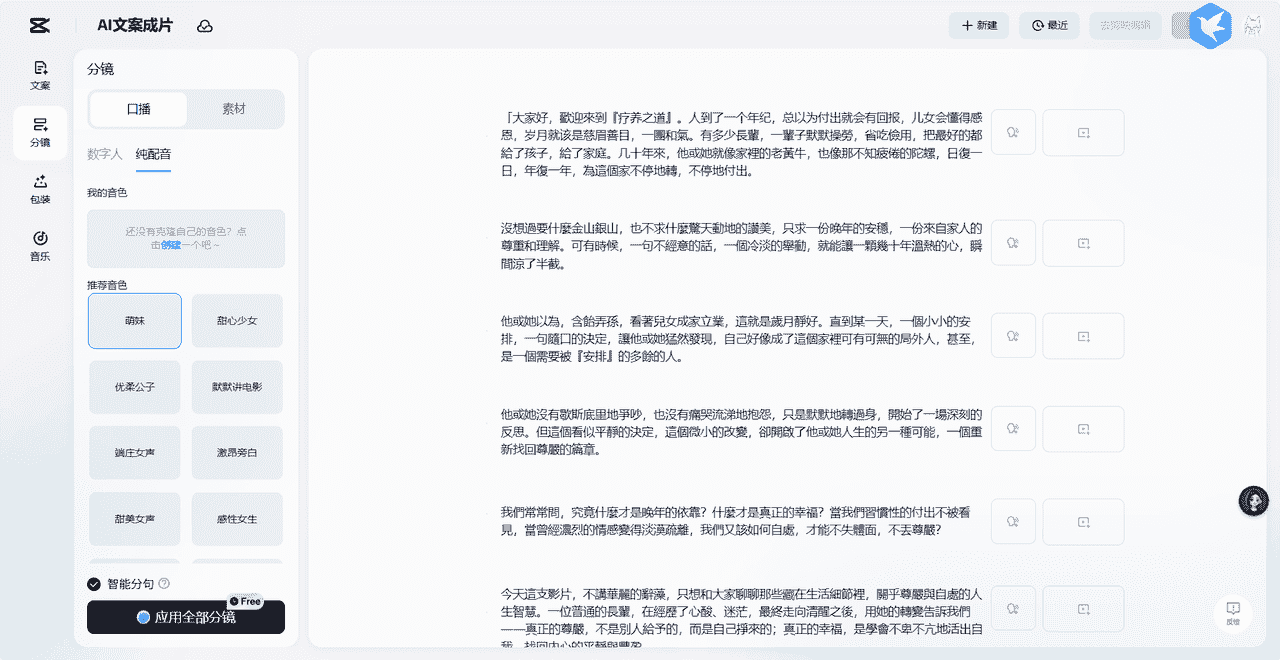 AI文案成片
新建
最近
去剪映编辑
文案
分镜
包装
音乐
分镜
口播
素材
数字人
纯配音
我的音色
还没有克隆自己的音色？点
击创建一个吧～
推荐音色
萌妹
甜心少女
优柔公子
默默讲电影
端庄女声
激昂旁白
甜美女声
感性女生
智能分句
Free
应用全部分镜
「大家好，歡迎來到『疗养之道』。人到了一个年纪，总以为付出就会有回报，儿女会懂得感
恩，岁月就该是慈眉善目，一團和氣。有多少長輩，一輩子默默操勞，省吃儉用，把最好的都
給了孩子，給了家庭。几十年來，他或她就像家裡的老黃牛，也像那不知疲倦的陀螺，日復一
日，年復一年，為這個家不停地轉，不停地付出。
沒想過要什麼金山銀山，也不求什麼驚天動地的讚美，只求一份晚年的安穩，一份來自家人的
尊重和理解。可有時候，一句不經意的話，一個冷淡的舉動，就能讓一顆幾十年溫熱的心，瞬
間涼了半截。
他或她以為，含飴弄孫，看著兒女成家立業，這就是歲月靜好。直到某一天，一個小小的安
排，一句隨口的決定，讓他或她猛然發現，自己好像成了這個家裡可有可無的局外人，甚至，
是一個需要被『安排』的多餘的人。
他或她沒有歇斯底里地爭吵，也沒有痛哭流涕地抱怨，只是默默地轉過身，開始了一場深刻的
反思。但這個看似平靜的決定，這個微小的改變，卻開啟了他或她人生的另一種可能，一個重
新找回尊嚴的篇章。
我們常常問，究竟什麼才是晚年的依靠？什麼才是真正的幸福？當我們習慣性的付出不被看
見，當曾經濃烈的情感變得淡漠疏離，我們又該如何自處，才能不失體面，不丟尊嚴？
今天這支影片，不講華麗的辭藻，只想和大家聊聊那些藏在生活細節裡，關乎尊嚴與自處的人
生智慧。一位普通的長輩，在經歷了心酸、迷茫，最終走向清醒之後，用她的轉變告訴我們
——真正的尊嚴，不是別人給予的，而是自己掙來的；真正的幸福，是學會不卑不亢地活出自
我，找回內心的平靜與豐盈
反馈